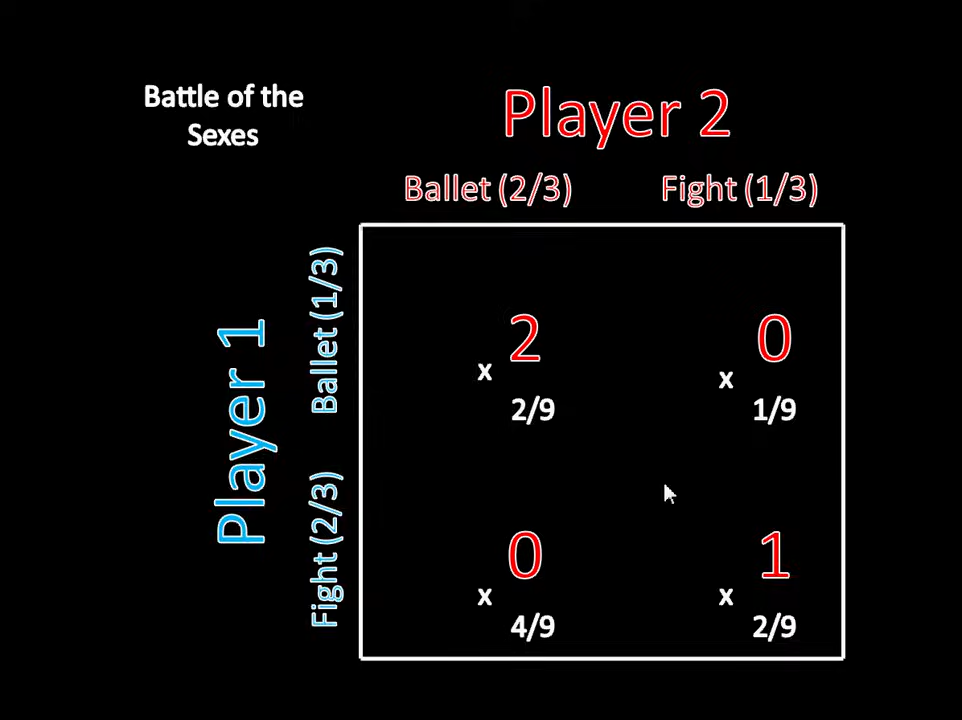 Battle of the
Sexes
Player 2
Ballet (2/3)
Fight (1/3)
Player 1
Ballet (1/3)
Fight (2/3)
2
x
2/9
0
x
1/9
0
x
4/9
1
x
2/9